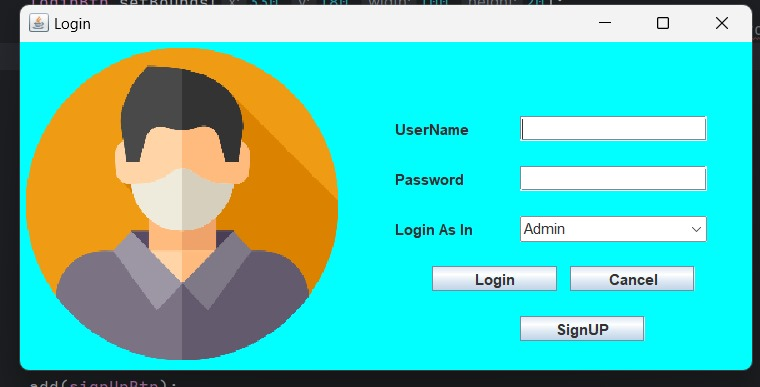 Login
UserName
Password
Login As In
Admin
Login
Cancel
SignUP
add(signUpBtn);